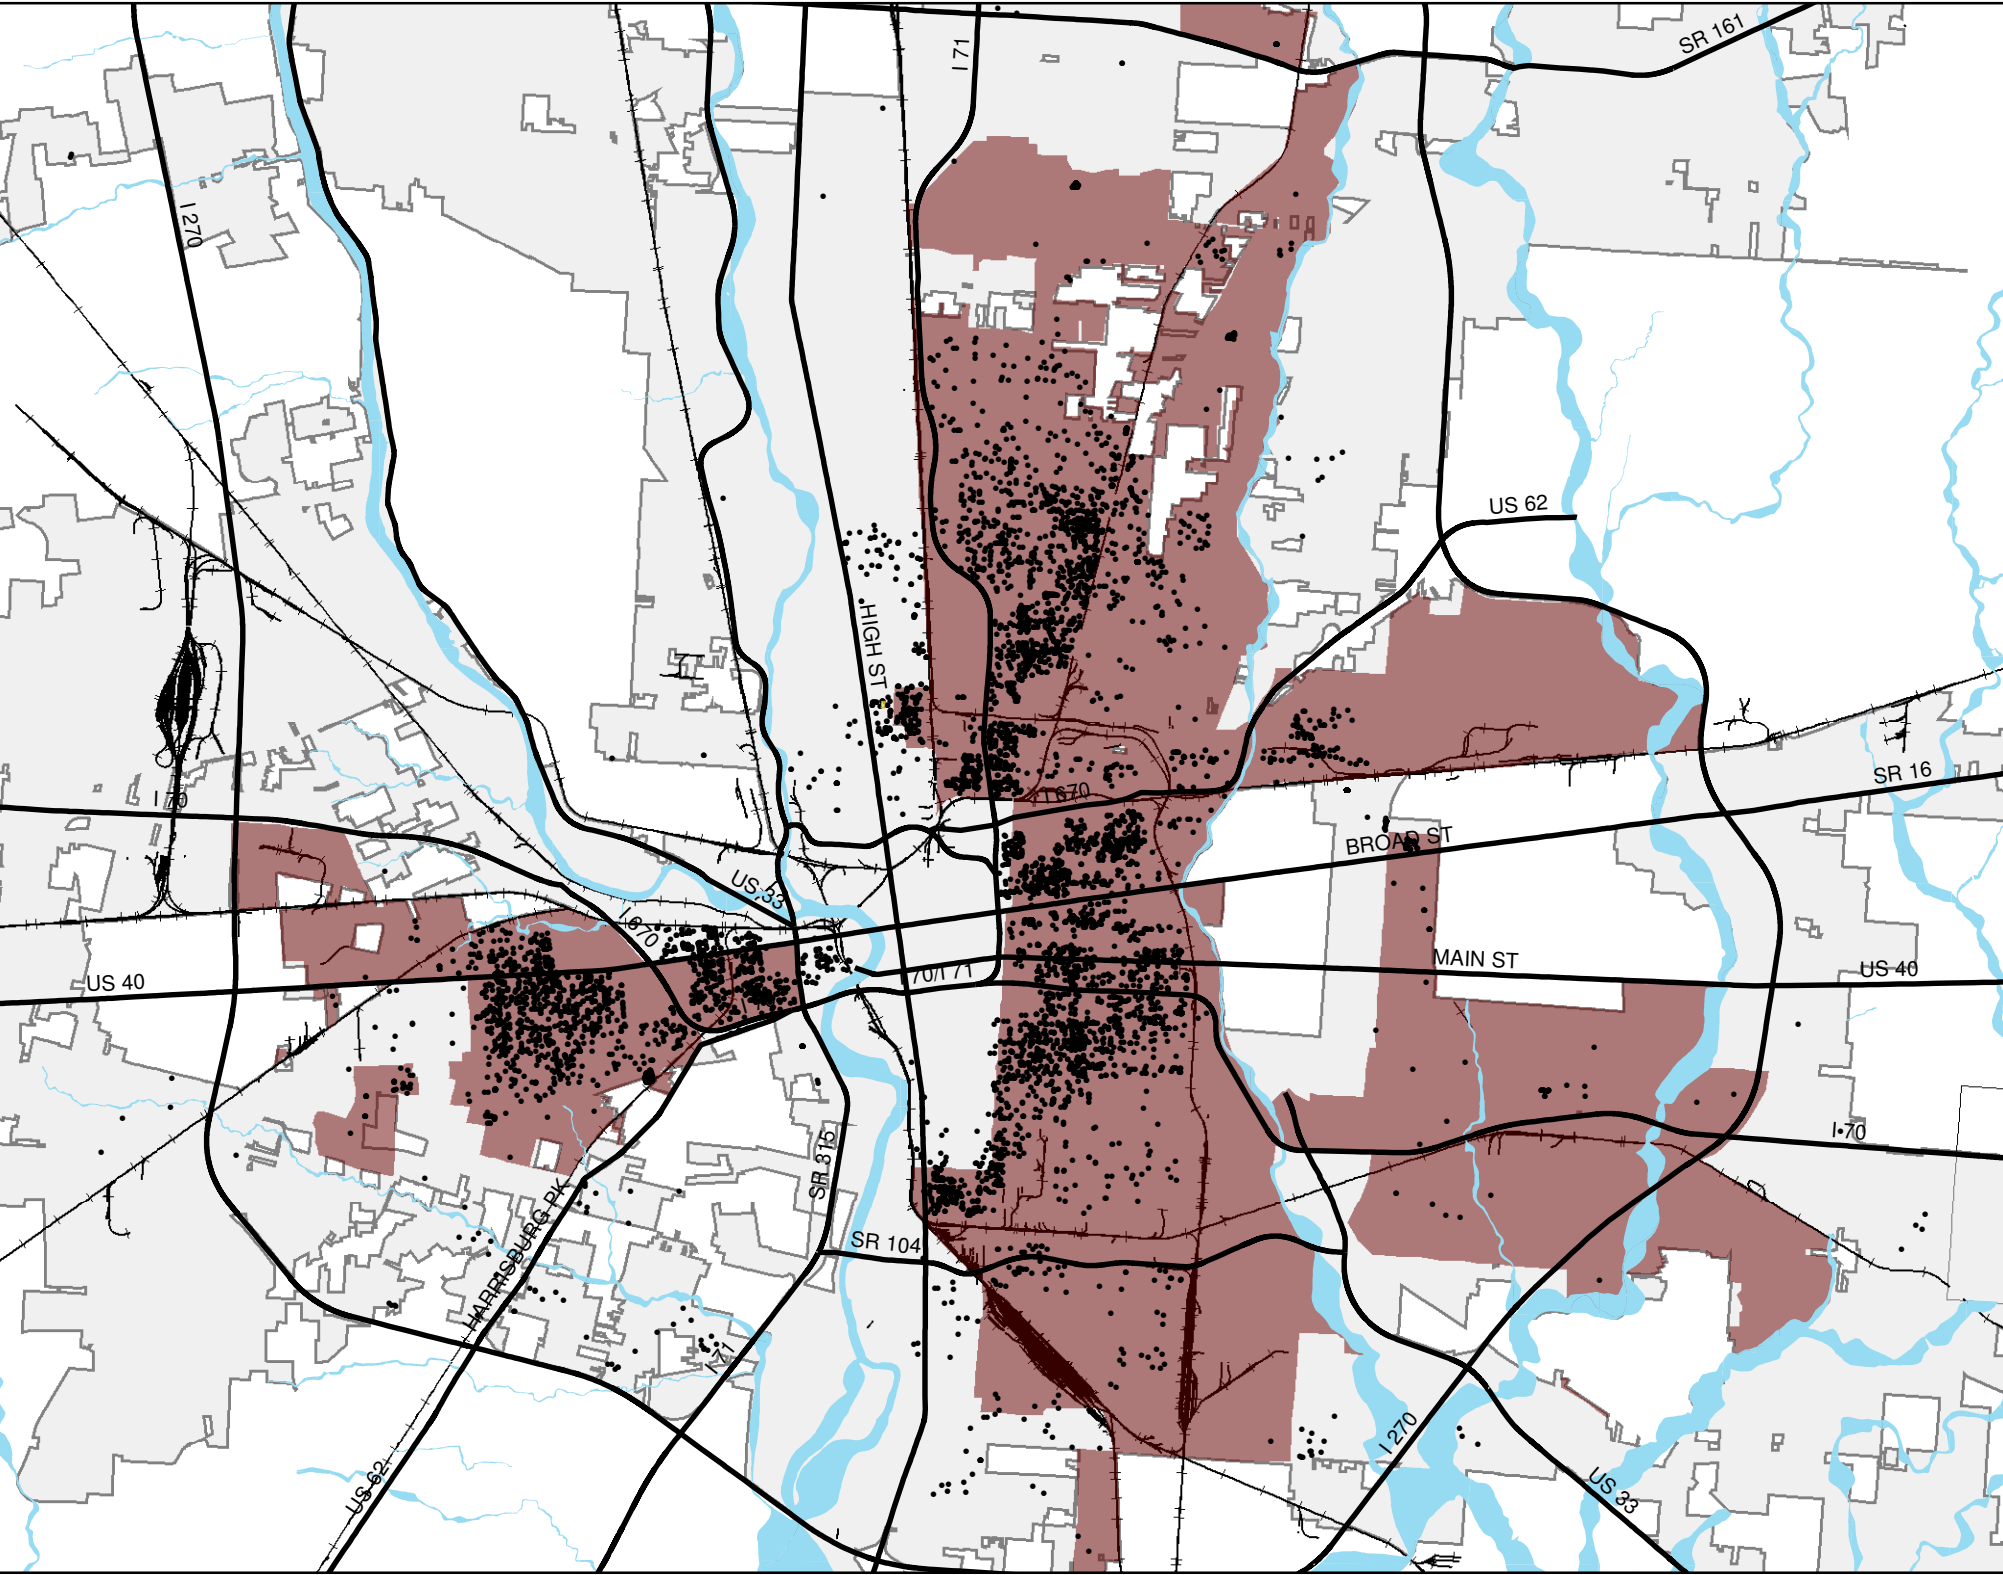 SR 161
I 71
I 270
US 62
HIGH ST
SR 16
I 70
I 670
BROAD ST
US 33
I 670
MAIN ST
US 40
70/I 71
US 40
I 70
SR 315
HARRISBURG PK
SR 104
I 71
I 270
US 62
US 33